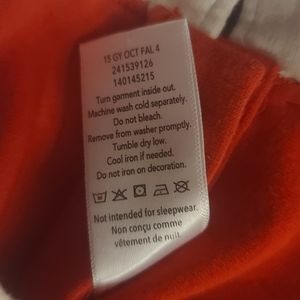 15 GY OCT FAL 4
241539126
140145215
Turn garment inside out.
Machine wash cold separately.
Do not bleach.
Remove from washer promptly.
Tumble dry low.
Cool iron if needed.
Do not iron on decoration.
Not intended for sleepwear.
Non conçu comme
vêtement de nuit.